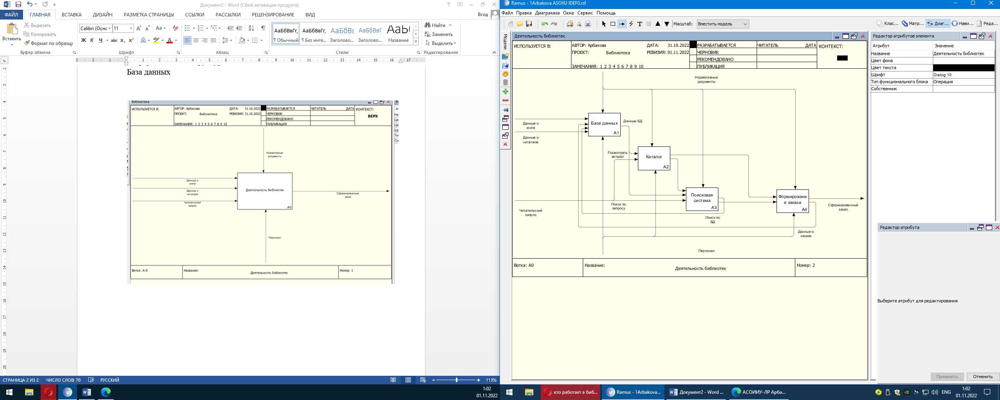 Документ2 - Word (Сбой активации продукта)
ФАЙЛ ГЛАВНАЯ ВСТАВКА ДИЗАЙН РАЗМЕТКА СТРАНИЦЫ ССЫЛКИ РАССЫЛКИ РЕЦЕНЗИРОВАНИЕ ВИД Вход
Вставить
Вырезать
Копировать
Формат по образцу
Буфер обмена
Calibri (Оснс 11
Ж К Ч abc x₂ x²
Шрифт
Абзац
АаБбВвГг, АаБбВвГг, АаБбВі АаБбВвГ АаЫ
¶ Обычный ¶ Без инте... Заголово... Заголово... Название
Стили
Найти
Заменить
Выделить
Редактирование
3 2 1 1 2 3 4 5 6 7 8 9 10 11 12 13 14 15 16 17
База данных
Библиотека
ИСПОЛЬЗУЕТСЯ В:
АВТОР: Арбакова ДАТА: 31.10.2022
ПРОЕКТ: Библиотека РЕВИЗИЯ: 31.10.2022
ЗАМЕЧАНИЯ: 1 2 3 4 5 6 7 8 9 10
РАЗРАБАТЫВАЕТСЯ ЧИТАТЕЛЬ ДАТА
ЧЕРНОВИК
РЕКОМЕНДОВАНО
ПУБЛИКАЦИЯ
КОНТЕКСТ:
ВЕРХ
Нормативные
документы
Данные о
книге
Данные о
читателе
Читательский
запрос
Деятельность библиотек
A0
Сформированный
заказ
Персонал
Ветка: A-0 Название: Деятельность библиотек Номер: 1
СТРАНИЦА 2 ИЗ 2 ЧИСЛО СЛОВ: 70 РУССКИЙ 113%
1:02
01.11.2022
Ramus - 1Arbakova ASOIIU IDEF0.rsf
Файл Правка Диаграмма Окна Сервис Помощь
Масштаб: Вместить модель
Клас... Матр... Диаг... Нави... Реда...
Модели
Деятельность библиотек
ИСПОЛЬЗУЕТСЯ В:
АВТОР: Арбакова ДАТА: 31.10.2022
ПРОЕКТ: Библиотека РЕВИЗИЯ: 01.11.2022
ЗАМЕЧАНИЯ: 1 2 3 4 5 6 7 8 9 10
РАЗРАБАТЫВАЕТСЯ ЧИТАТЕЛЬ ДАТА
ЧЕРНОВИК
РЕКОМЕНДОВАНО
ПУБЛИКАЦИЯ
КОНТЕКСТ:
Нормативные
документы
Данные о
книге
Данные о
читателе
База данных
A1
Данные БД
Посмотреть
каталог
Каталог
A2
Поисковая
система
A3
Формировани
е заказа
A4
Читательский
запрос
Поиск по
запросу
Поиск по
БД
Сформированный
заказ
Данные о
заказе
Персонал
Ветка: A0 Название: Деятельность библиотек Номер: 2
Редактор атрибутов элемента
Атрибут Значение
Название Деятельность библиотек
Цвет фона
Цвет текста
Шрифт Dialog 10
Тип функционального блока Операция
Собственник
Редактор атрибута
Выберите атрибут для редактирования
Применить Отменить
кто работает в биб... Ramus - 1Arbakova... Документ2 - Word ... АСОИИУ-ЛР Арба...
ENG
1:02
01.11.2022